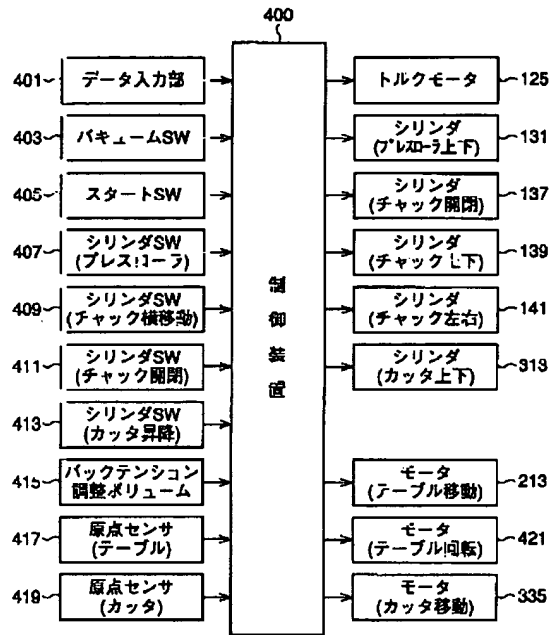 400
401
データ入力部
403
バキュームSW
405
スタートSW
407
シリンダSW
(プレスローラ)
409
シリンダSW
(チャック横移動)
411
シリンダSW
(チャック開閉)
413
シリンダSW
(カッタ昇降)
415
バックテンション
調整ボリューム
417
原点センサ
(テーブル)
419
原点センサ
(カッタ)
制御装置
トルクモータ
125
シリンダ
(プレスローラ上下)
131
シリンダ
(チャック開閉)
137
シリンダ
(チャック上下)
139
シリンダ
(チャック左右)
141
シリンダ
(カッタ上下)
313
モータ
(テーブル移動)
213
モータ
(テーブル回転)
421
モータ
(カッタ移動)
335